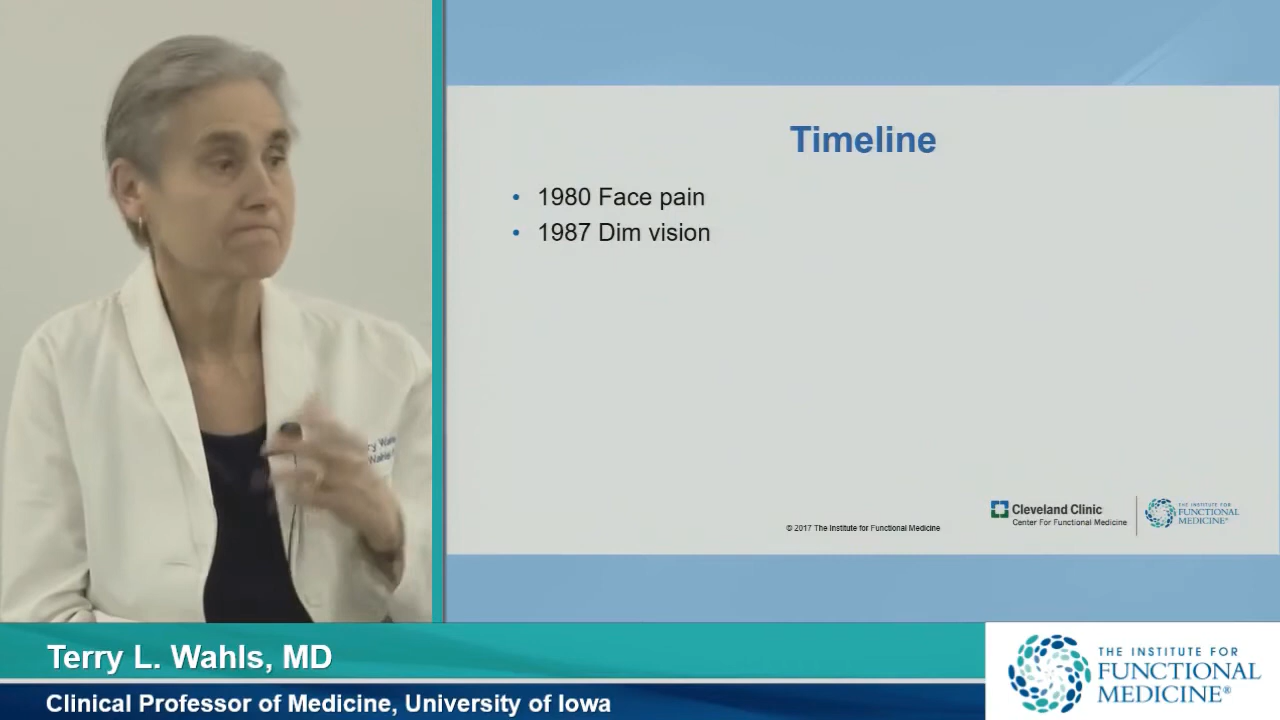 Timeline
• 1980 Face pain
• 1987 Dim vision
© 2017 The Institute for Functional Medicine
Cleveland Clinic
Center For Functional Medicine
THE INSTITUTE FOR
FUNCTIONAL
MEDICINE®
Terry L. Wahls, MD
Clinical Professor of Medicine, University of Iowa
THE INSTITUTE FOR
FUNCTIONAL
MEDICINE®